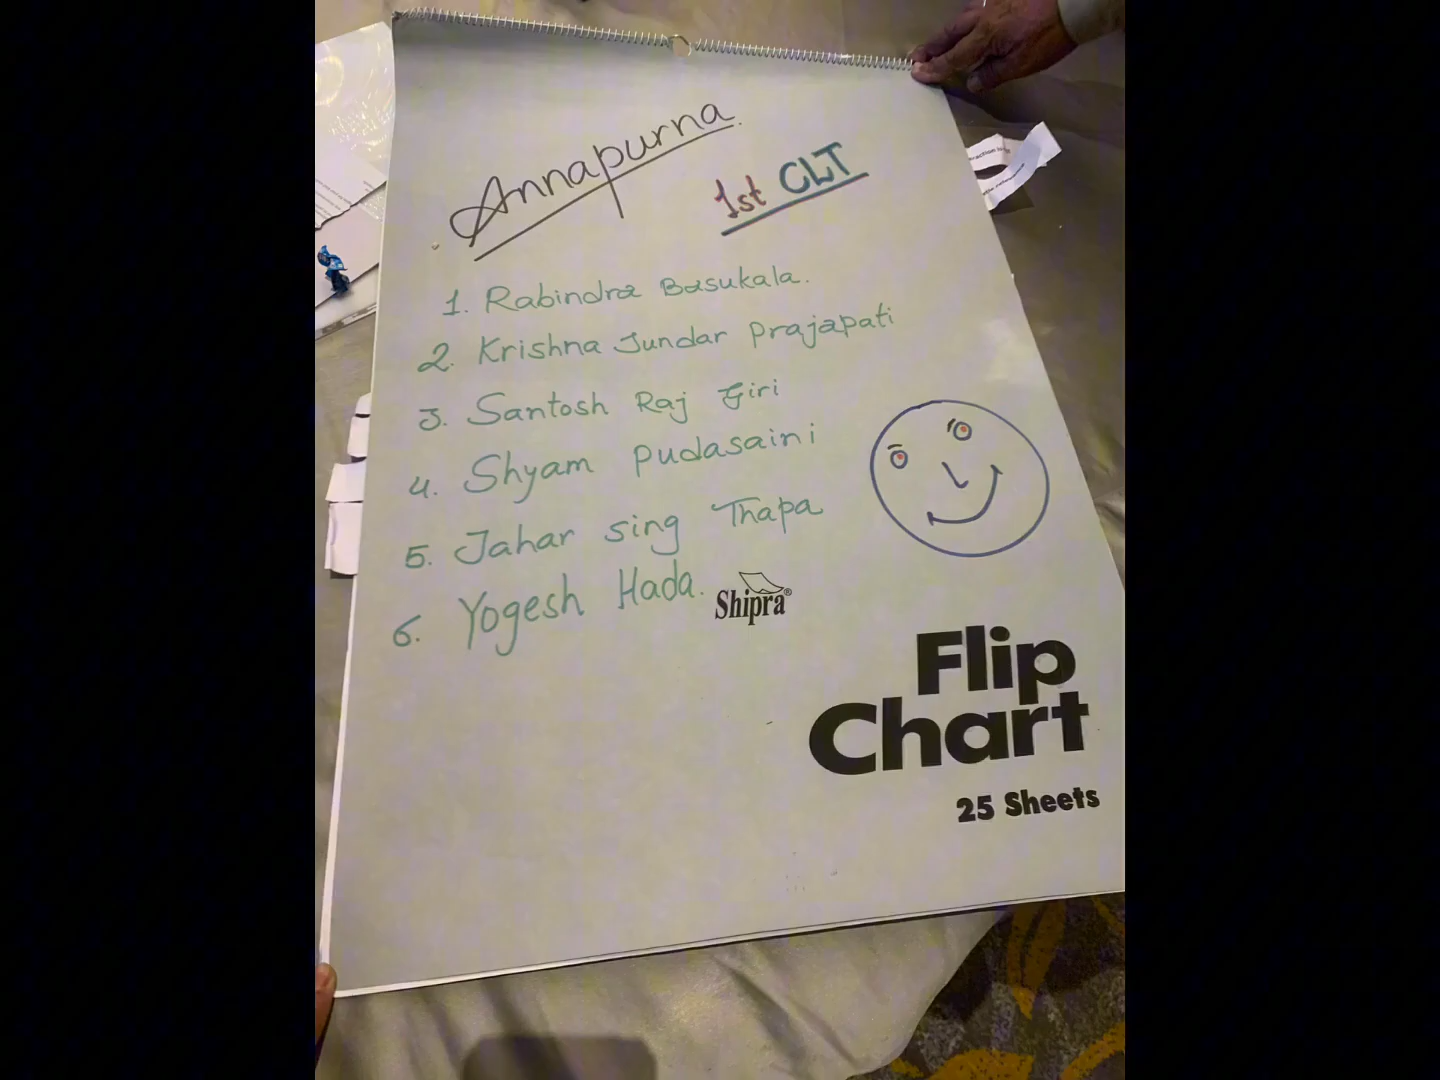 Annapurna.
1st CLT
1. Rabindra Basukala.
2. Krishna Sundar Prajapati
3. Santosh Raj Giri
4. Shyam Pudasaini
5. Jahar sing Thapa
6. Yogesh Hada.
Shipra®
Flip
Chart
25 Sheets